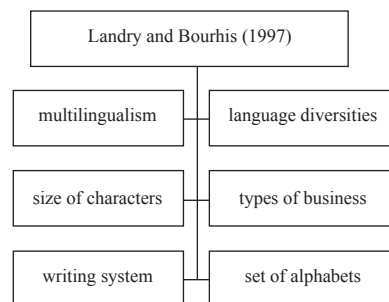 Landry and Bourhis (1997)
multilingualism
language diversities
size of characters
types of business
writing system
set of alphabets